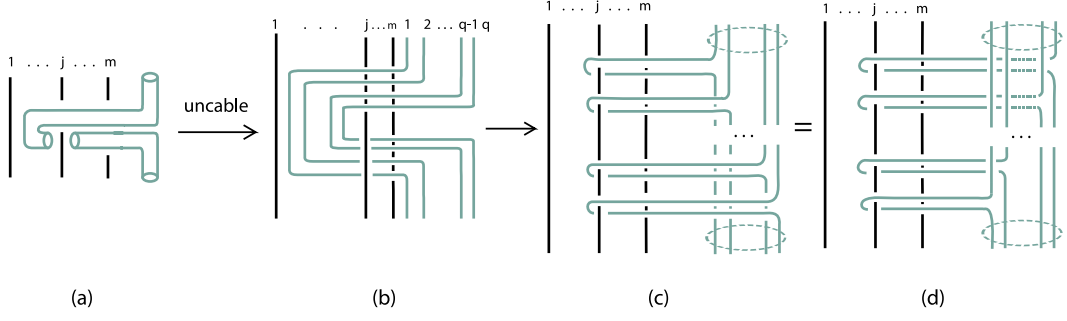 1 . . . j . . . m
uncable
1 . . . j ... m 1 2 ... q-1 q
1 . . . j . . . m
. . .
=
1 . . . j . . . m
. . .
(a)
(b)
(c)
(d)